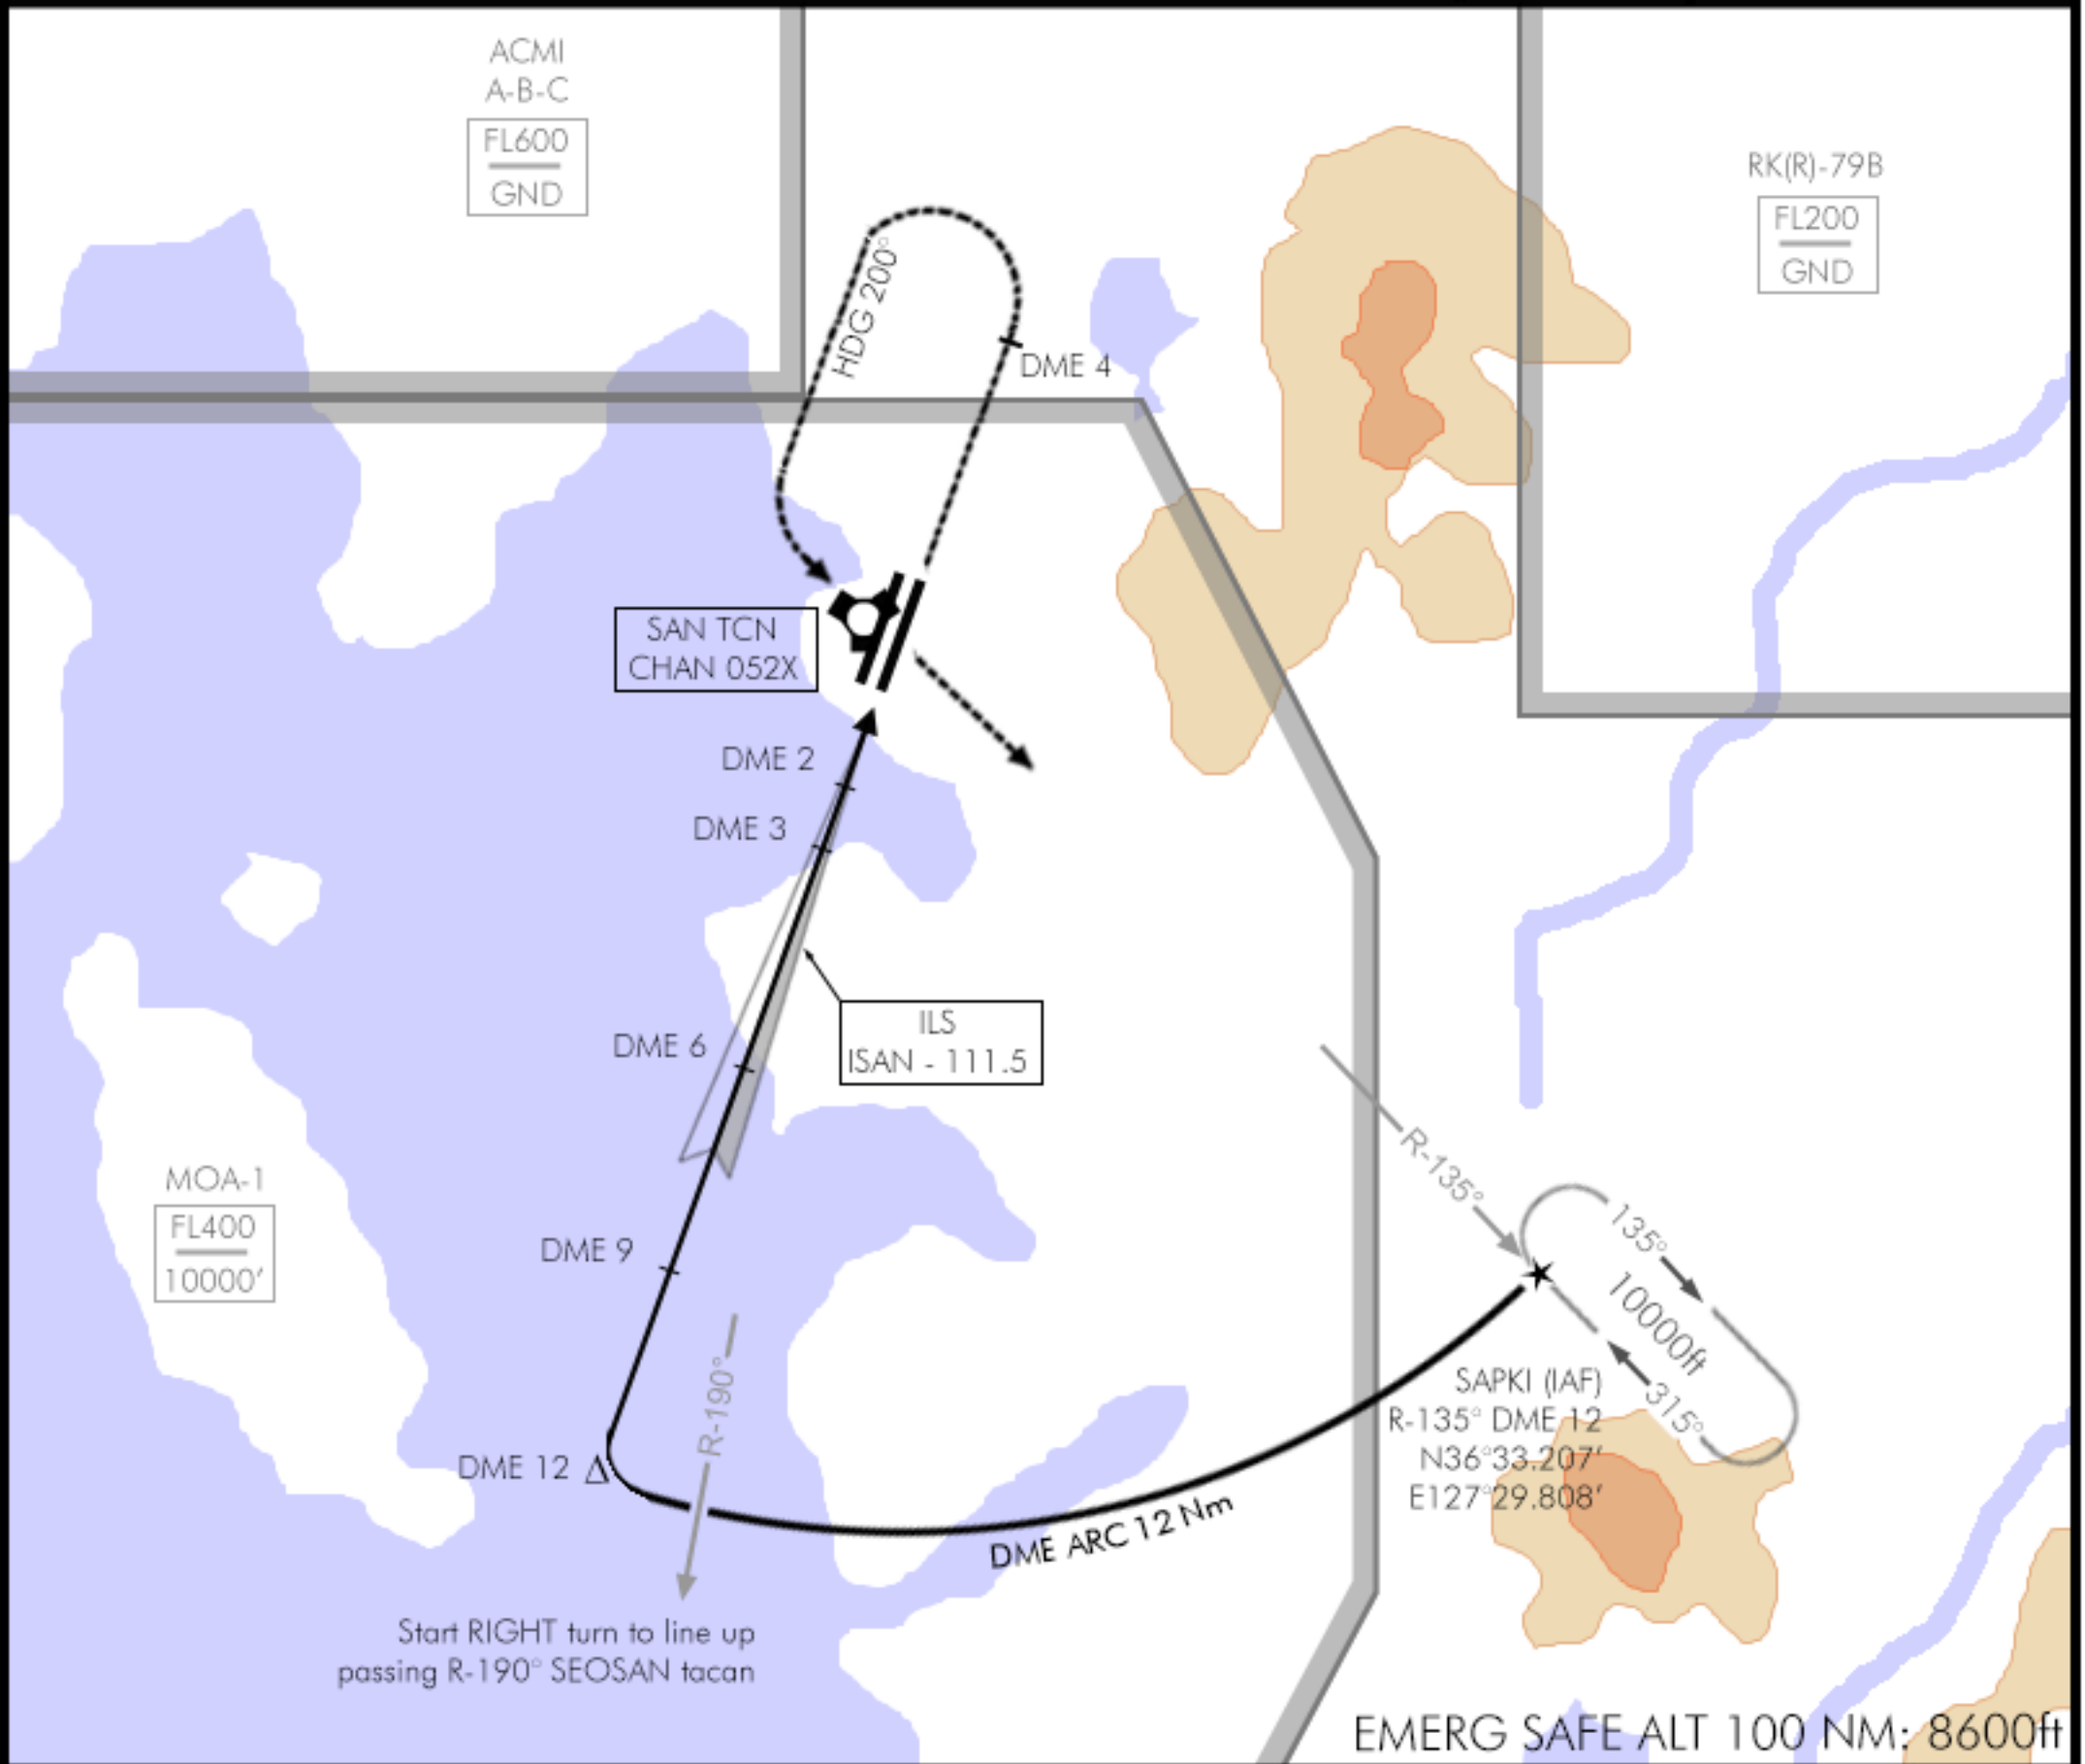 ACMI
A-B-C
FL600
GND
RK(R)-79B
FL200
GND
HDG 200°
DME 4
SAN TCN
CHAN 052X
DME 2
DME 3
ILS
ISAN - 111.5
DME 6
R-135°
MOA-1
FL400
10000'
DME 9
135°
10000ft
315°
R-190°
SAPKI (IAF)
R-135° DME 12
N36°33.207'
E127°29.808'
DME 12
DME ARC 12 Nm
Start RIGHT turn to line up
passing R-190° SEOSAN tacan
EMERG SAFE ALT 100 NM: 8600ft